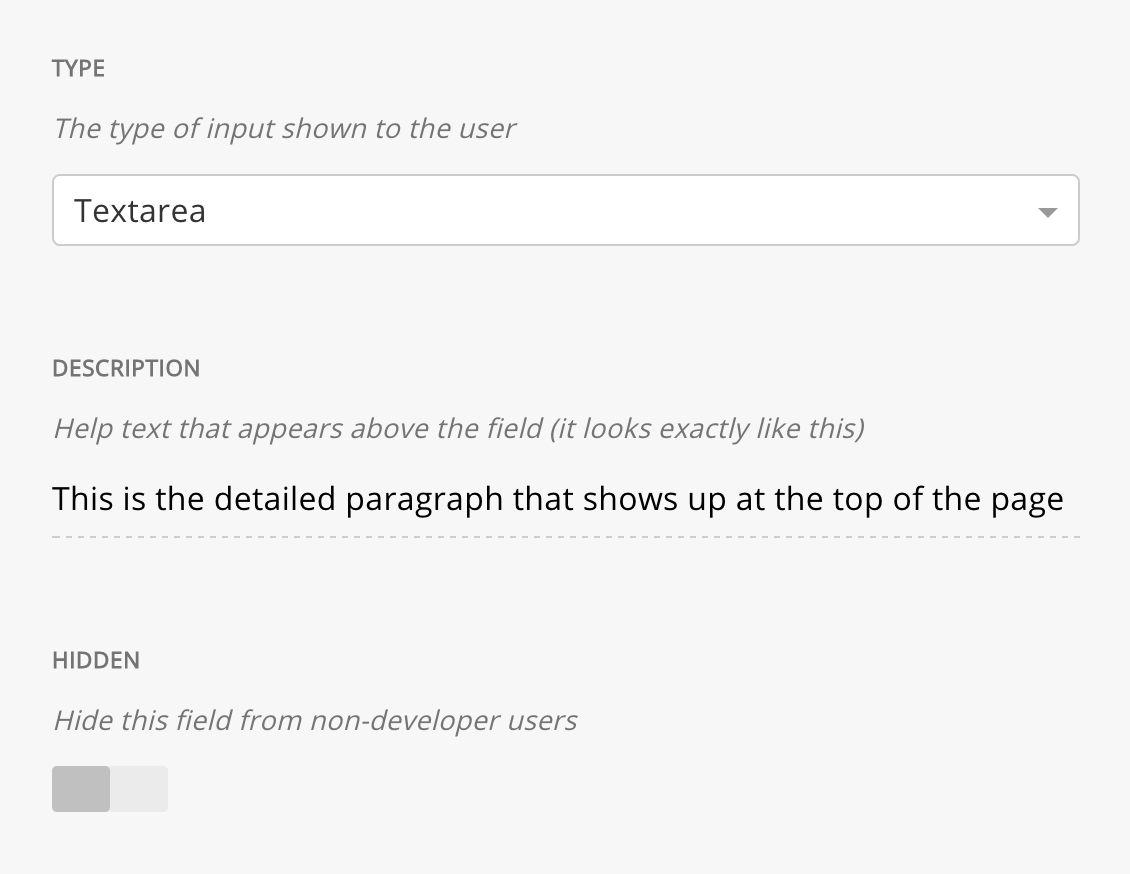 TYPE
The type of input shown to the user
Textarea
DESCRIPTION
Help text that appears above the field (it looks exactly like this)
This is the detailed paragraph that shows up at the top of the page
HIDDEN
Hide this field from non-developer users